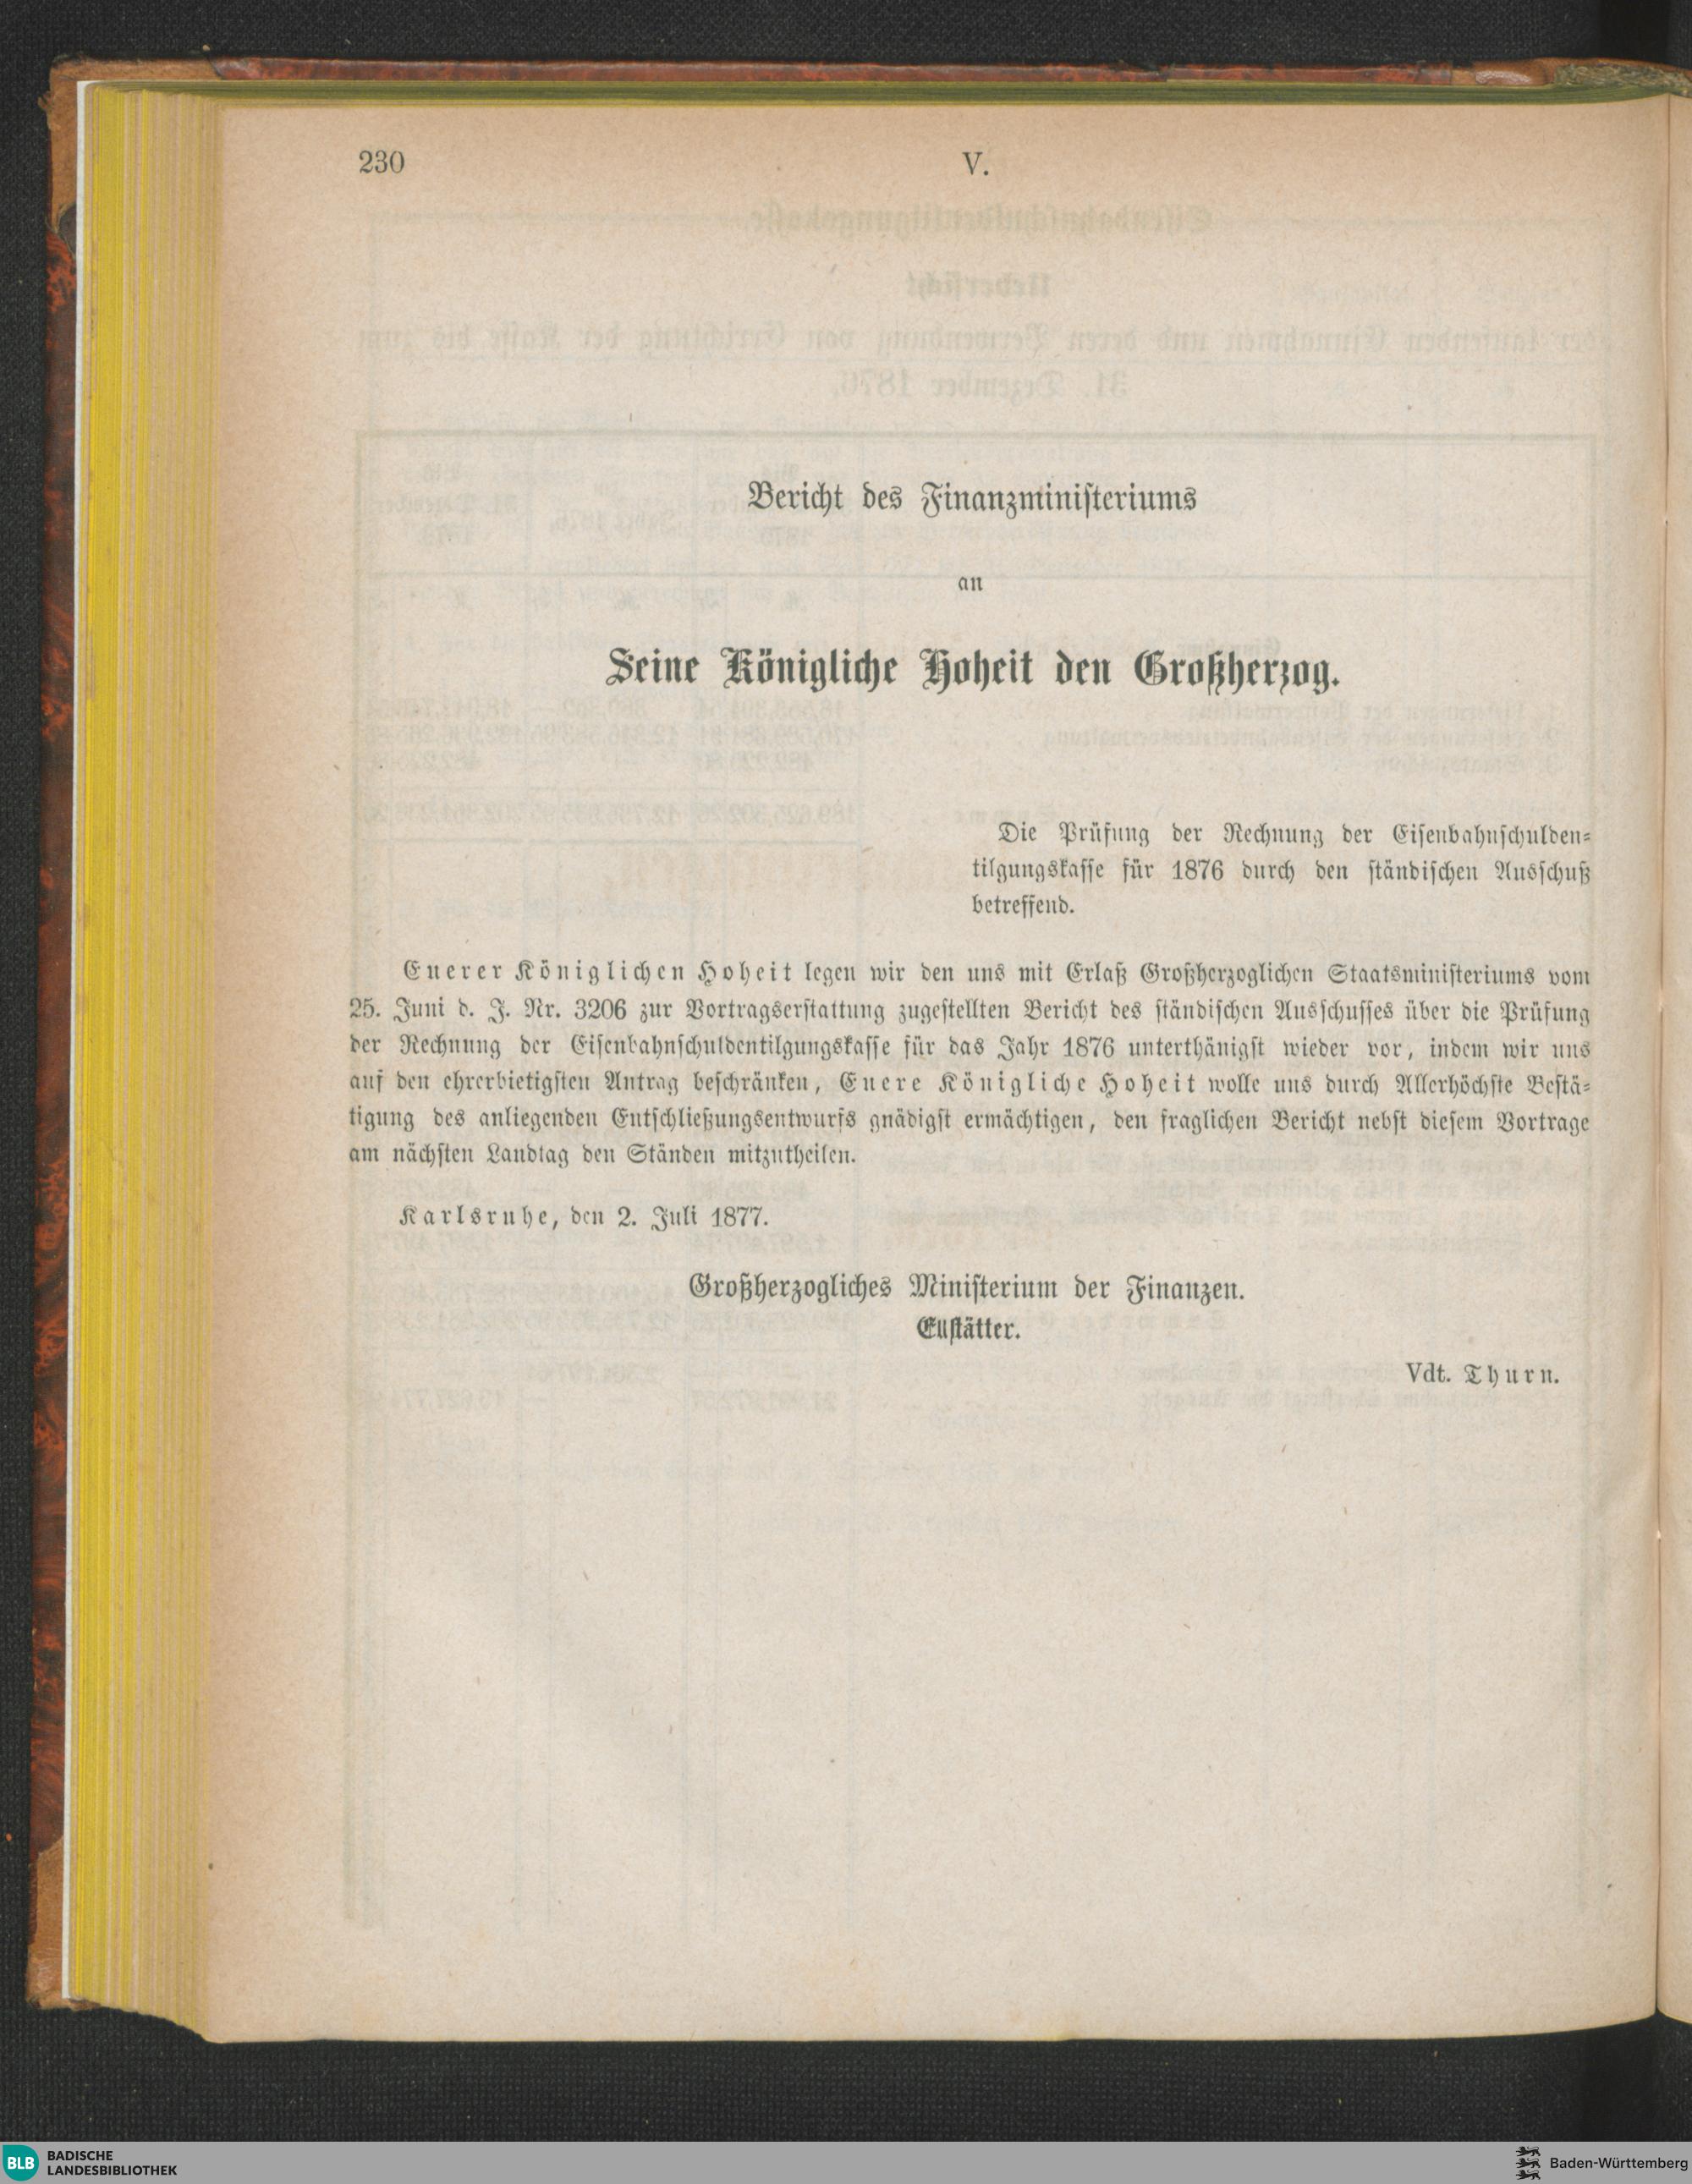 230
V.
Bericht des Finanzministeriums
an
Seine Königliche Hoheit den Großherzog.
Die Prüfung der Rechnung der Eisenbahnschulden-
tilgungskasse für 1876 durch den ständischen Ausschuß
betreffend.
Euerer Königlichen Hoheit legen wir den uns mit Erlaß Großherzoglichen Staatsministeriums vom
25. Juni d. J. Nr. 3206 zur Vortragserstattung zugestellten Bericht des ständischen Ausschusses über die Prüfung
der Rechnung der Eisenbahnschuldentilgungskasse für das Jahr 1876 unterthänigst wieder vor, indem wir uns
auf den ehrerbietigsten Antrag beschränken, Euere Königliche Hoheit wolle uns durch Allerhöchste Bestä-
tigung des anliegenden Entschließungsentwurfs gnädigst ermächtigen, den fraglichen Bericht nebst diesem Vortrage
am nächsten Landtag den Ständen mitzutheilen.
Karlsruhe, den 2. Juli 1877.
Großherzogliches Ministerium der Finanzen.
Ellstätter.
Vdt. Thurn.
BLB BADISCHE
LANDESBIBLIOTHEK
Baden-Württemberg